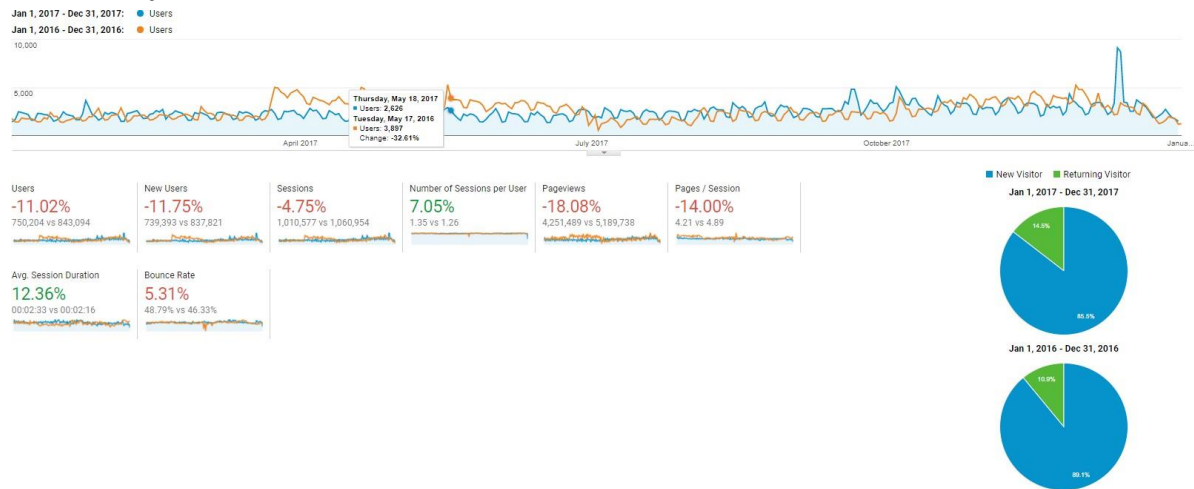 Jan 1, 2017 - Dec 31, 2017: Users
Jan 1, 2016 - Dec 31, 2016: Users
10,000
5,000
Thursday, May 18, 2017
Users: 2,626
Tuesday, May 17, 2016
Users: 3,897
Change: -32.61%
April 2017
July 2017
October 2017
Janua...
New Visitor Returning Visitor
Jan 1, 2017 - Dec 31, 2017
14.5%
85.5%
Jan 1, 2016 - Dec 31, 2016
10.9%
89.1%
Users
-11.02%
750,204 vs 843,094
New Users
-11.75%
739,393 vs 837,821
Sessions
-4.75%
1,010,577 vs 1,060,954
Number of Sessions per User
7.05%
1.35 vs 1.26
Pageviews
-18.08%
4,251,489 vs 5,189,738
Pages / Session
-14.00%
4.21 vs 4.89
Avg. Session Duration
12.36%
00:02:33 vs 00:02:16
Bounce Rate
5.31%
48.79% vs 46.33%